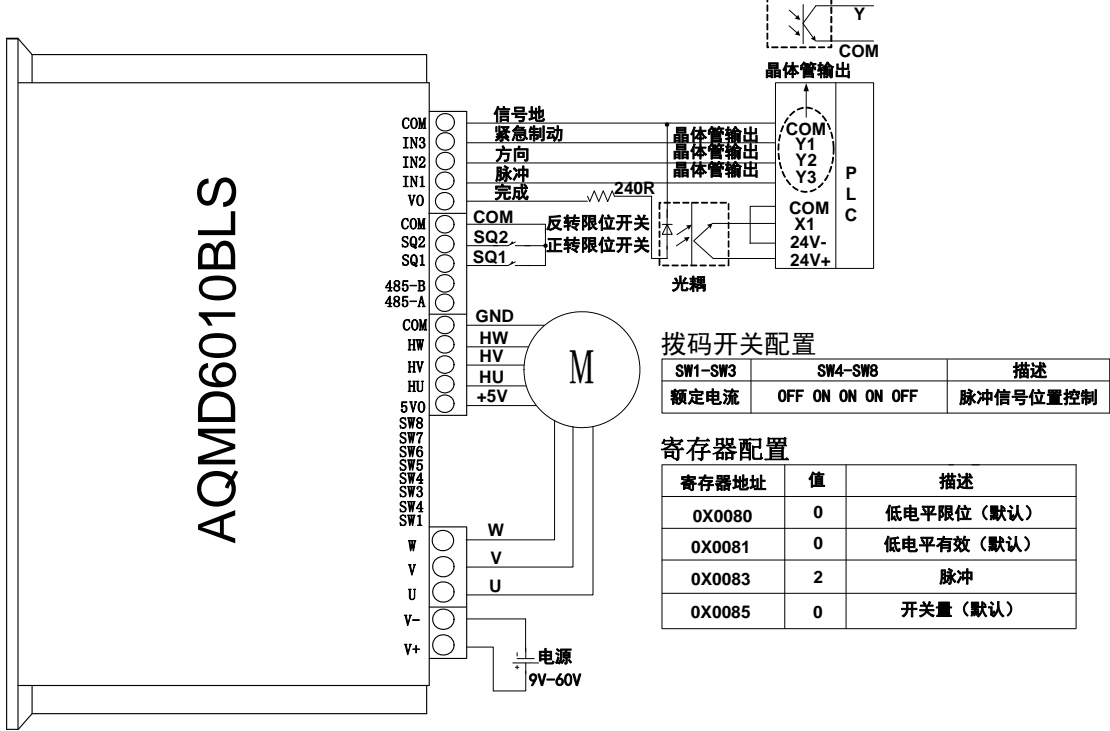 Y
COM
晶体管输出
AQMD6010BLS
COM
IN3
IN2
IN1
VO
COM
SQ2
SQ1
485-B
485-A
COM
HW
HV
HU
5VO
SW8
SW7
SW6
SW5
SW4
SW3
SW4
SW1
W
V
U
V-
V+
信号地
紧急制动
方向
脉冲
完成
240R
晶体管输出
晶体管输出
晶体管输出
COM
Y1
Y2
Y3
COM
X1
24V-
24V+
PLC
COM
SQ2
SQ1
反转限位开关
正转限位开关
光耦
GND
HW
HV
HU
+5V
M
W
V
U
电源
9V-60V
拨码开关配置
SW1-SW3 SW4-SW8 描述
额定电流 OFF ON ON ON OFF 脉冲信号位置控制
寄存器配置
寄存器地址 值 描述
0X0080 0 低电平限位（默认）
0X0081 0 低电平有效（默认）
0X0083 2 脉冲
0X0085 0 开关量（默认）